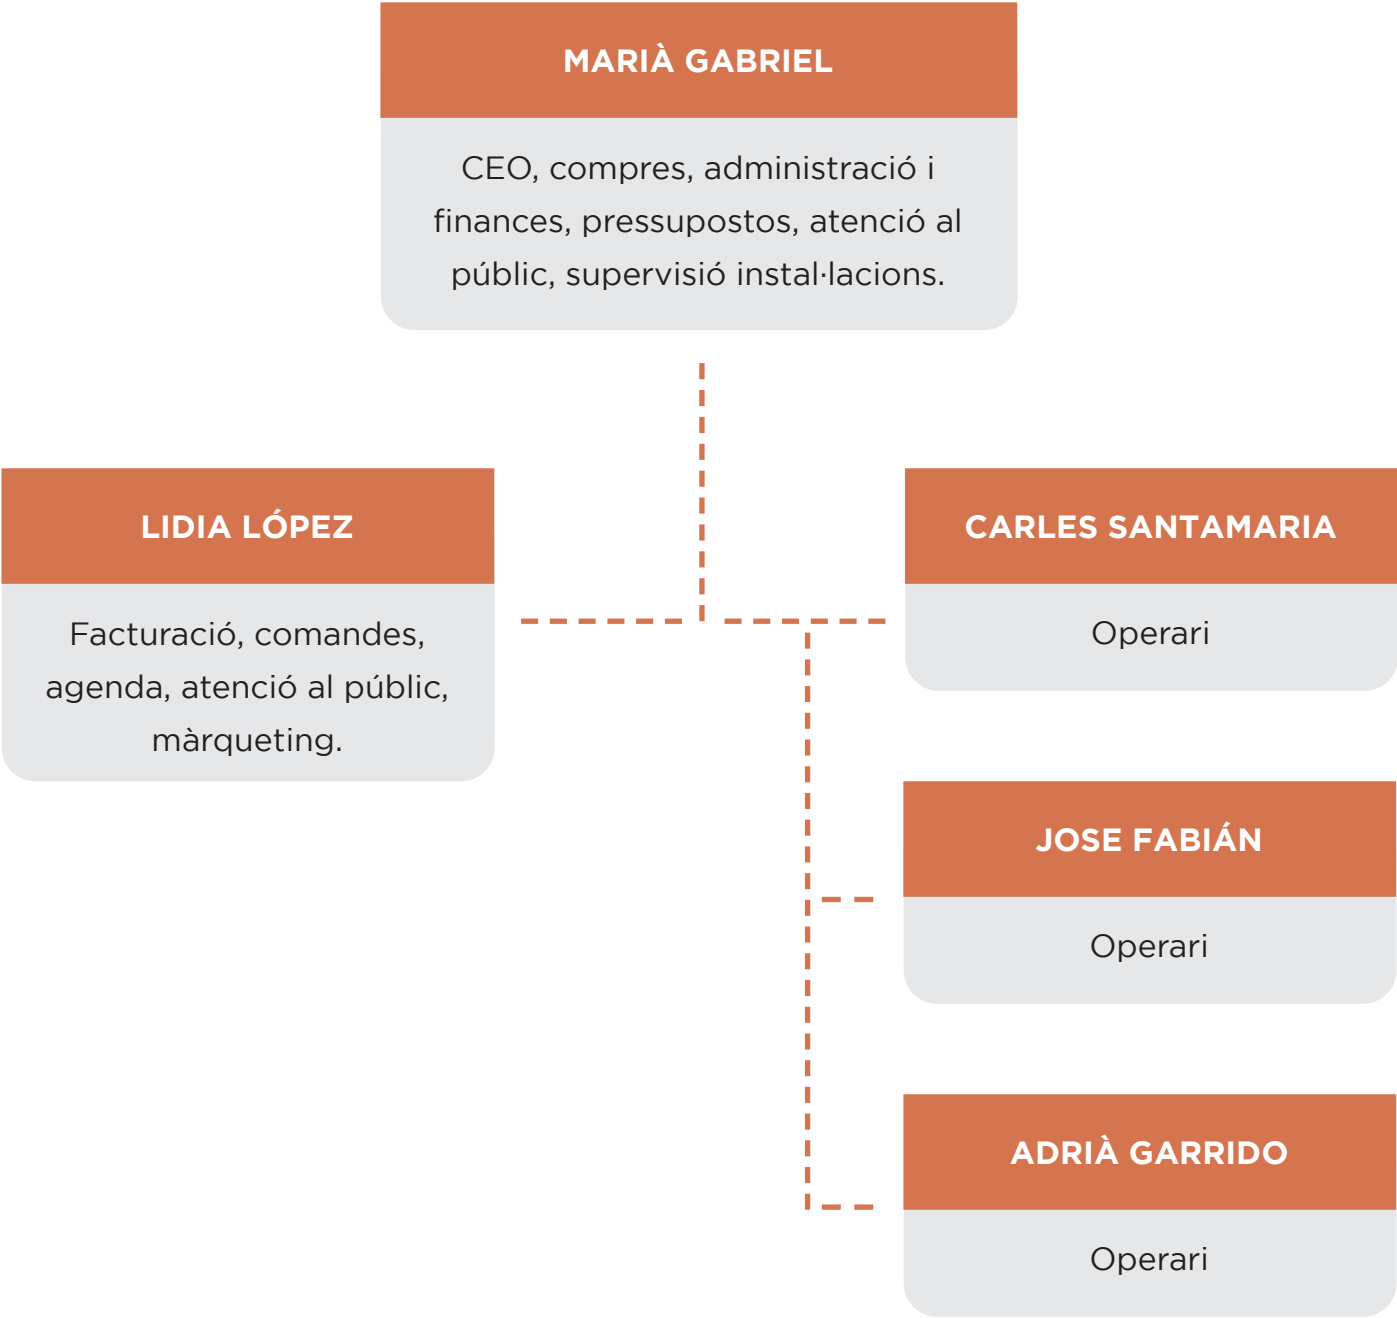 MARIÀ GABRIEL
CEO, compres, administració i
finances, pressupostos, atenció al
públic, supervisió instal·lacions.
LIDIA LÓPEZ
Facturació, comandes,
agenda, atenció al públic,
màrqueting.
CARLES SANTAMARIA
Operari
JOSE FABIÁN
Operari
ADRIÀ GARRIDO
Operari